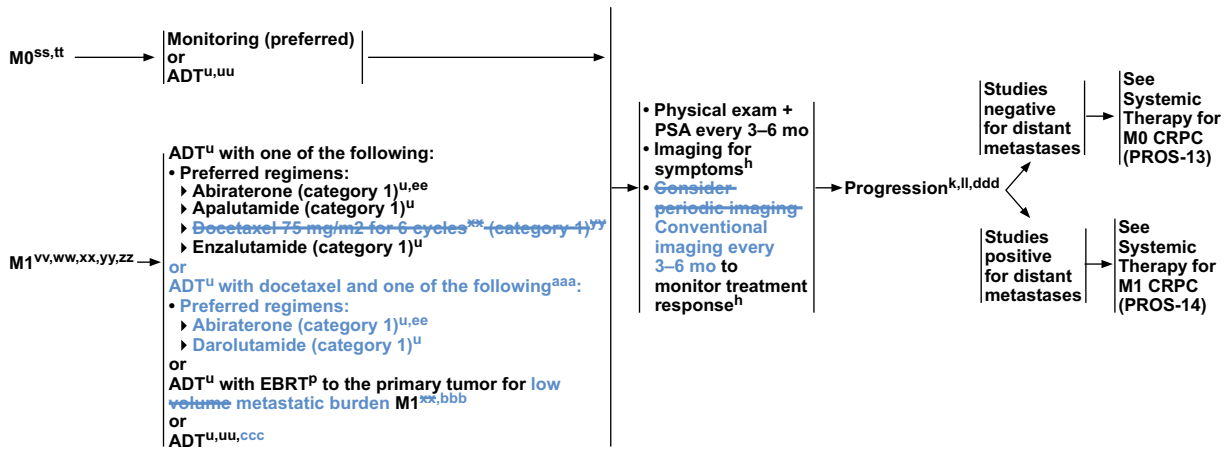 M0ss,tt
Monitoring (preferred)
or
ADTu,uu
M1vv,ww,xx,yy,zz
ADTu with one of the following:
• Preferred regimens:
▸ Abiraterone (category 1)u,ee
▸ Apalutamide (category 1)u
▸ Docetaxel 75 mg/m2 for 6 cyclesxx (category 1)yy
▸ Enzalutamide (category 1)u
or
ADTu with docetaxel and one of the followingaaa:
• Preferred regimens:
▸ Abiraterone (category 1)u,ee
▸ Darolutamide (category 1)u
or
ADTu with EBRTp to the primary tumor for low
volume metastatic burden M1xx,bbb
or
ADTu,uu,ccc
• Physical exam +
PSA every 3–6 mo
• Imaging for
symptomsh
• Consider
periodic imaging
Conventional
imaging every
3–6 mo to
monitor treatment
responseh
Progressionk,ll,ddd
Studies
negative
for distant
metastases
See
Systemic
Therapy for
M0 CRPC
(PROS-13)
Studies
positive
for distant
metastases
See
Systemic
Therapy for
M1 CRPC
(PROS-14)